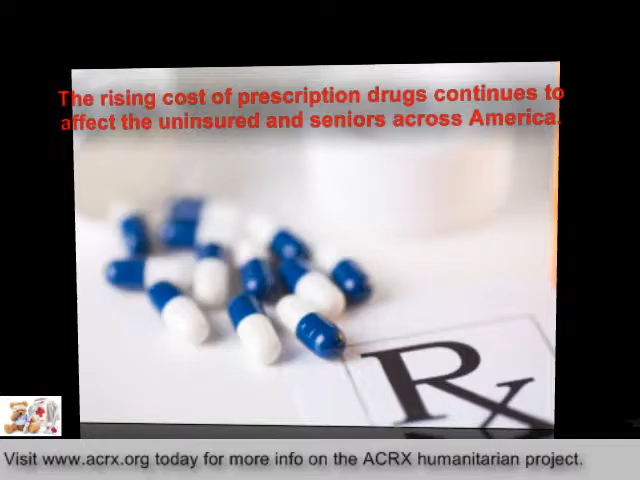 The rising cost of prescription drugs continues to
affect the uninsured and seniors across America.
Rx
Visit www.acrx.org today for more info on the ACRX humanitarian project.